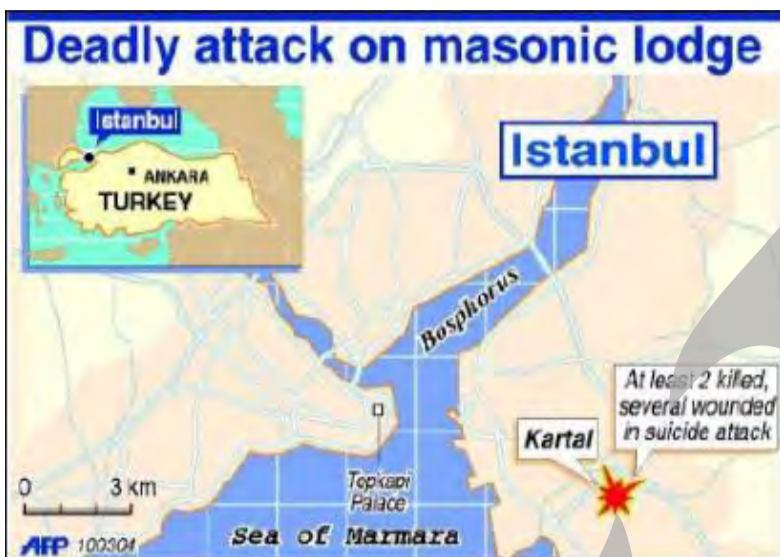 Deadly attack on masonic lodge
Istanbul
ANKARA
TURKEY
Istanbul
Bosphorus
At least 2 killed,
several wounded
in suicide attack
Kartal
Topkapi
Palace
0 3 km
Sea of Marmara
AFP 100304